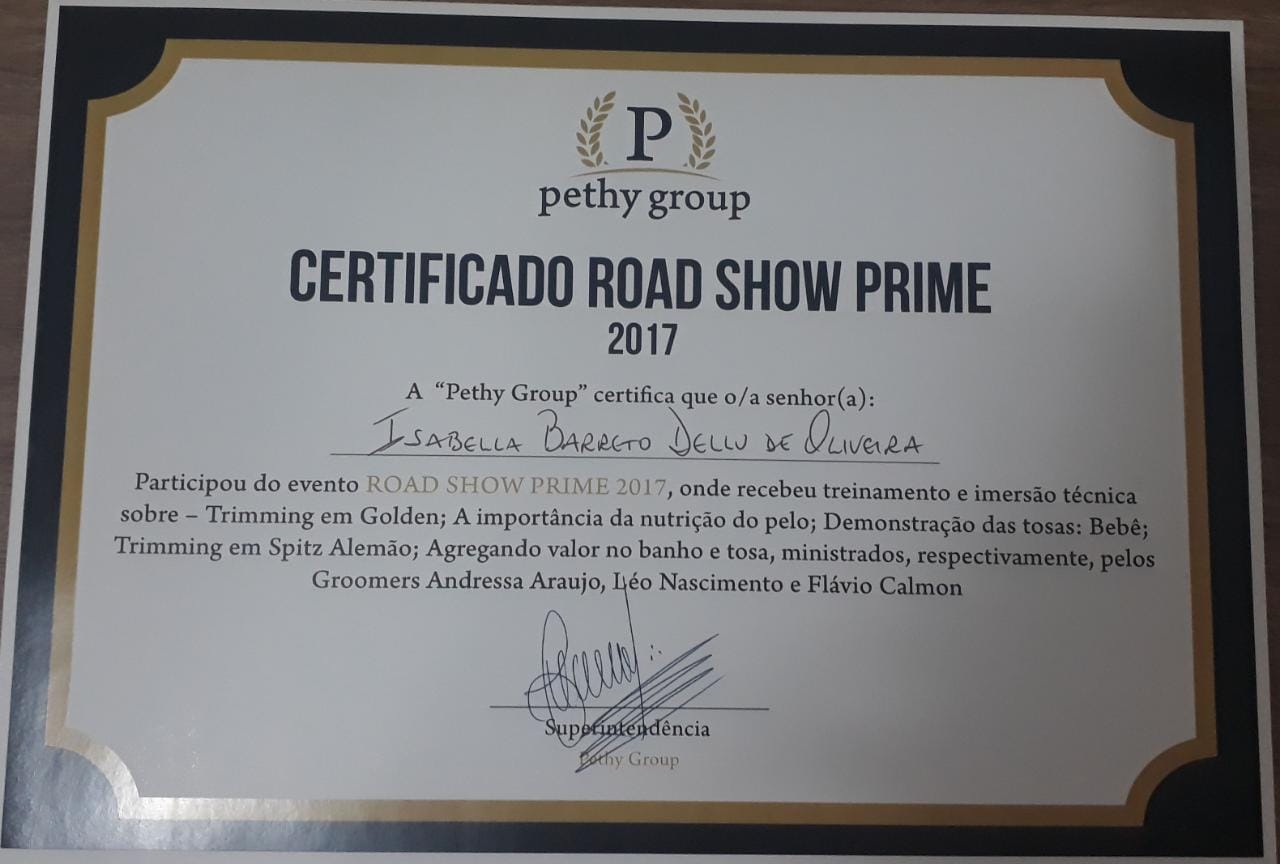 P
pethy group
CERTIFICADO ROAD SHOW PRIME
2017
A “Pethy Group” certifica que o/a senhor(a):
ISABELLA BARRETO DELLU DE OLIVEIRA
Participou do evento ROAD SHOW PRIME 2017, onde recebeu treinamento e imersão técnica
sobre – Trimming em Golden; A importância da nutrição do pelo; Demonstração das tosas: Bebê;
Trimming em Spitz Alemão; Agregando valor no banho e tosa, ministrados, respectivamente, pelos
Groomers Andressa Araujo, Léo Nascimento e Flávio Calmon
Superintendência
Pethy Group